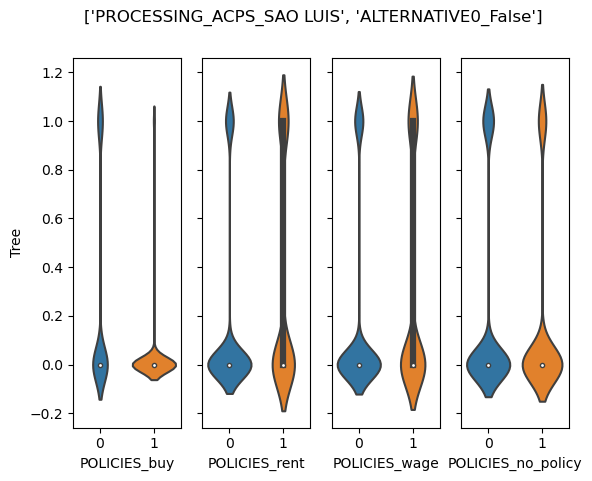 ['PROCESSING_ACPS_SAO LUIS', 'ALTERNATIVE0_False']
Tree
1.2
1.0
0.8
0.6
0.4
0.2
0.0
−0.2
0 1
POLICIES_buy
0 1
POLICIES_rent
0 1
POLICIES_wage
0 1
POLICIES_no_policy